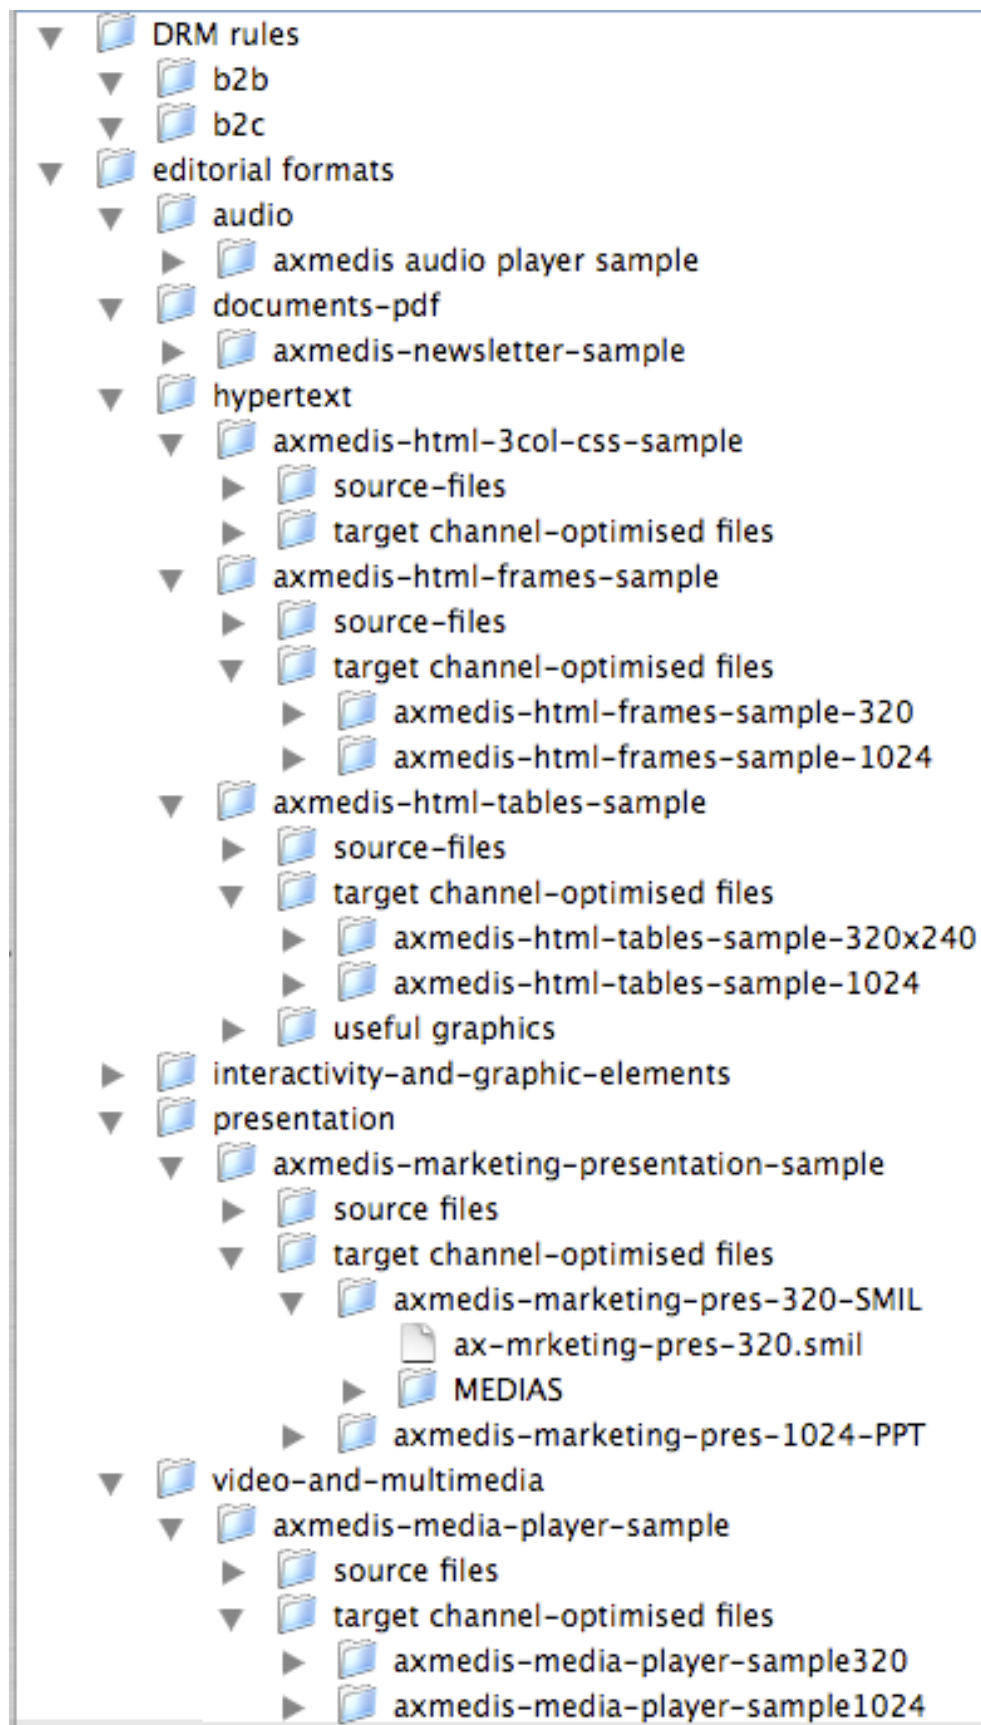 DRM rules
b2b
b2c
editorial formats
audio
axmedis audio player sample
documents-pdf
axmedis-newsletter-sample
hypertext
axmedis-html-3col-css-sample
source-files
target channel-optimised files
axmedis-html-frames-sample
source-files
target channel-optimised files
axmedis-html-frames-sample-320
axmedis-html-frames-sample-1024
axmedis-html-tables-sample
source-files
target channel-optimised files
axmedis-html-tables-sample-320x240
axmedis-html-tables-sample-1024
useful graphics
interactivity-and-graphic-elements
presentation
axmedis-marketing-presentation-sample
source files
target channel-optimised files
axmedis-marketing-pres-320-SMIL
ax-mrketing-pres-320.smil
MEDIAS
axmedis-marketing-pres-1024-PPT
video-and-multimedia
axmedis-media-player-sample
source files
target channel-optimised files
axmedis-media-player-sample320
axmedis-media-player-sample1024